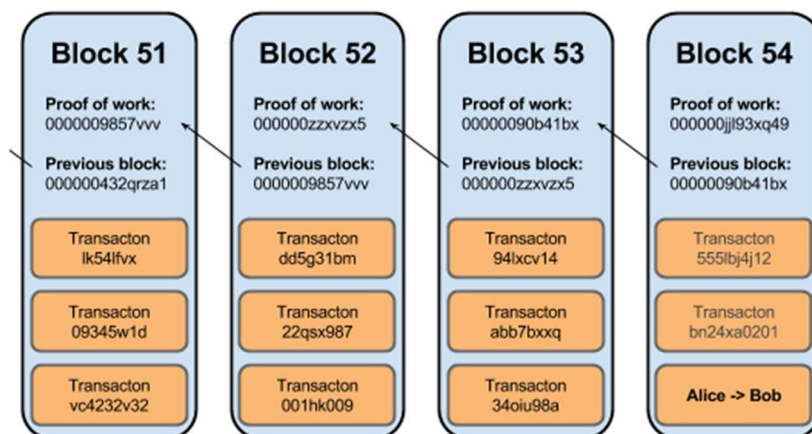 Block 51
Proof of work:
0000009857vvv
Previous block:
000000432qrza1
Transacton
lk54lfvx
Transacton
09345w1d
Transacton
vc4232v32
Block 52
Proof of work:
000000zzxvzx5
Previous block:
0000009857vvv
Transacton
dd5g31bm
Transacton
22qsx987
Transacton
001hk009
Block 53
Proof of work:
00000090b41bx
Previous block:
000000zzxvzx5
Transacton
94lxcv14
Transacton
abb7bxxq
Transacton
34oiu98a
Block 54
Proof of work:
000000jjl93xq49
Previous block:
00000090b41bx
Transacton
555lbj4j12
Transacton
bn24xa0201
Alice -> Bob